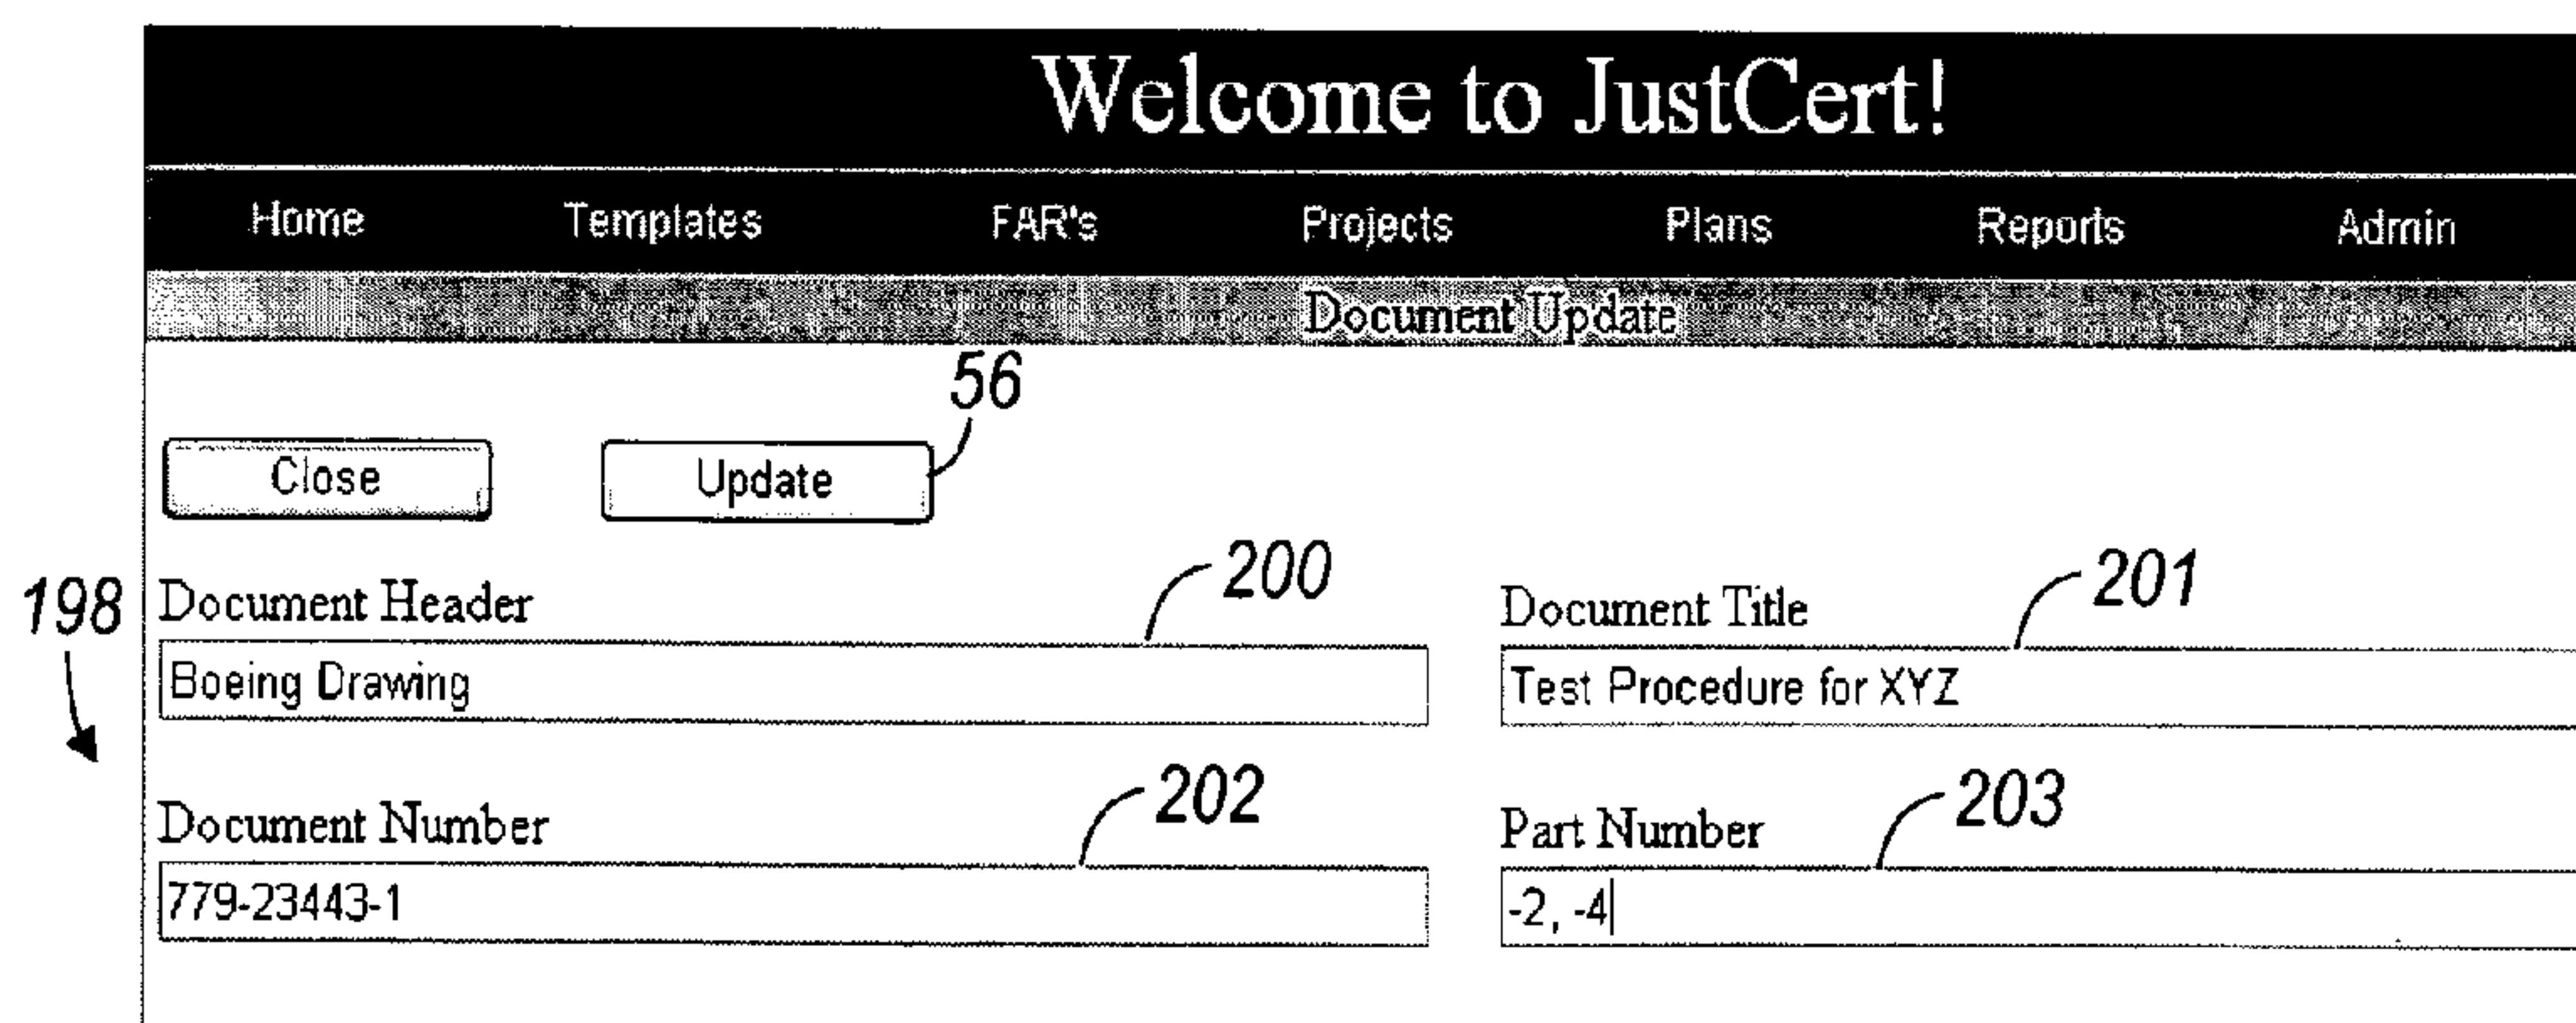 Welcome to JustCert!
Home Templates FAR's Projects Plans Reports Admin
Document Update
56
Close Update
200 201
198 Document Header Document Title
Boeing Drawing Test Procedure for XYZ
202 203
Document Number Part Number
779-23443-1 -2, -4